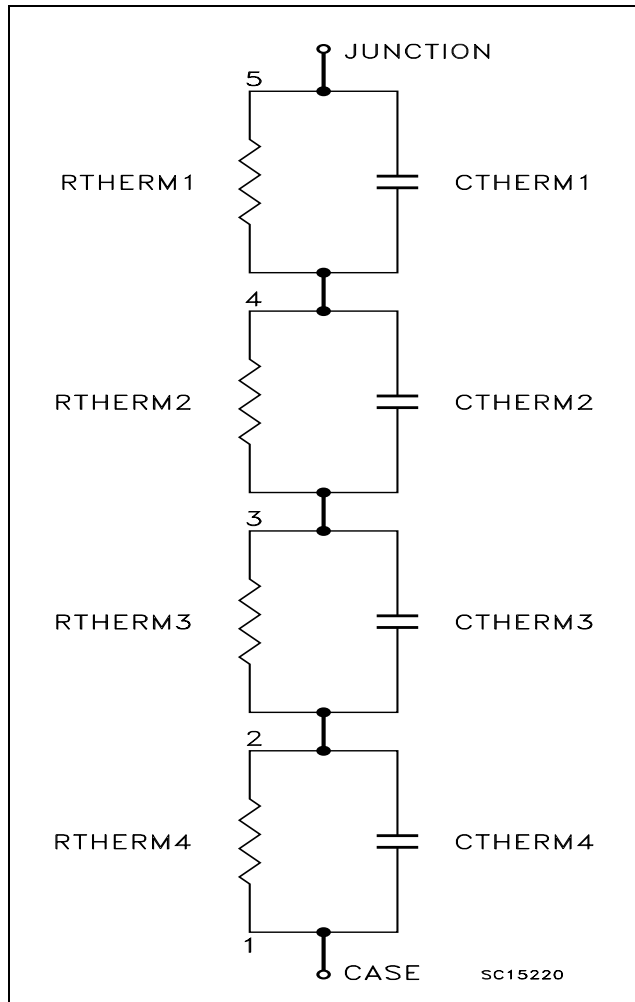 JUNCTION
5
RTHERM1 CTHERM1
4
RTHERM2 CTHERM2
3
RTHERM3 CTHERM3
2
RTHERM4 CTHERM4
1
CASE SC15220